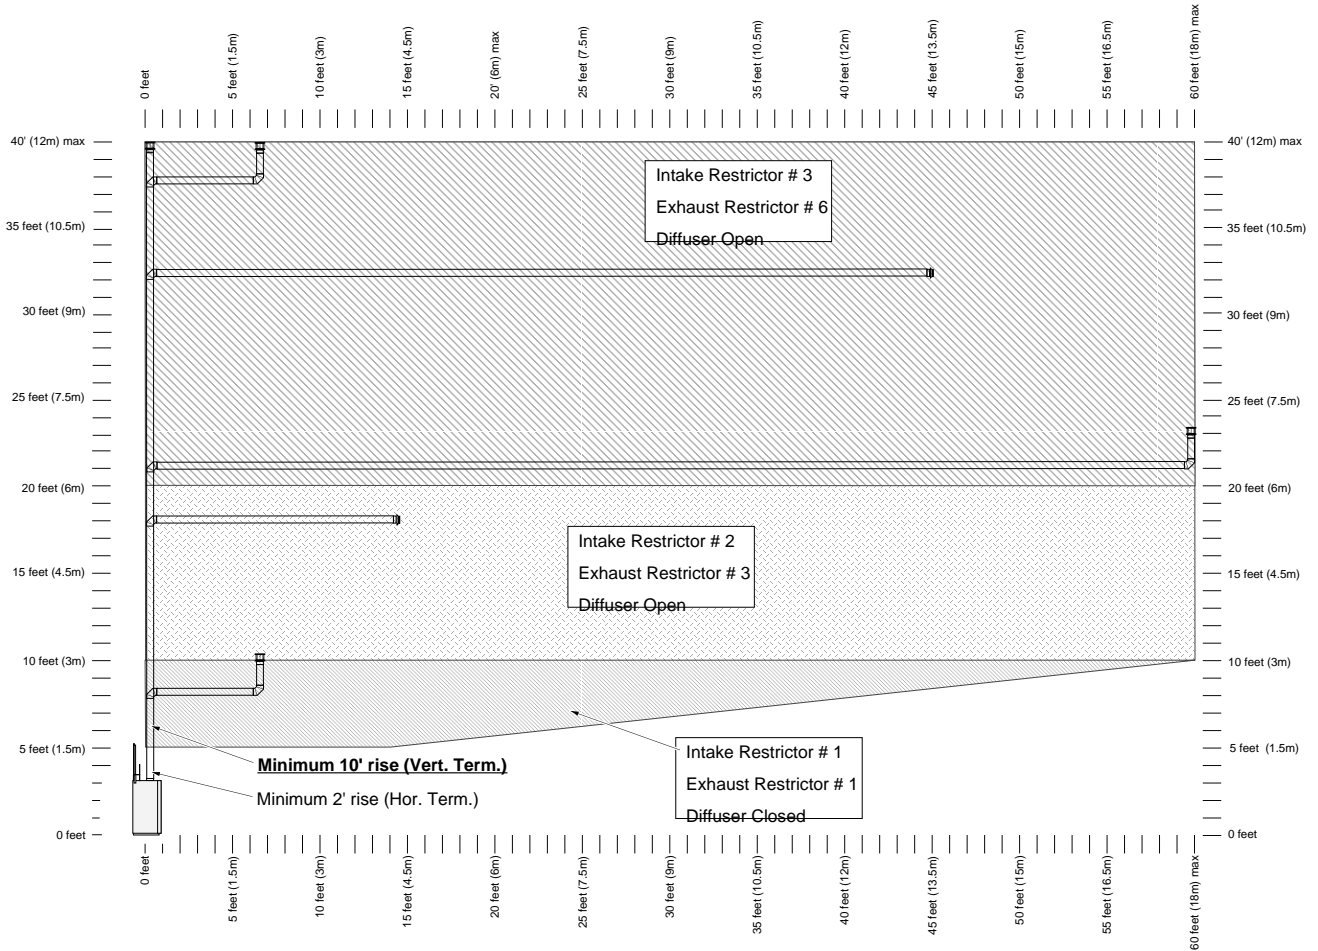 0 feet
5 feet (1.5m)
10 feet (3m)
15 feet (4.5m)
20' (6m) max
25 feet (7.5m)
30 feet (9m)
35 feet (10.5m)
40 feet (12m)
45 feet (13.5m)
50 feet (15m)
55 feet (16.5m)
60 feet (18m) max
40' (12m) max
35 feet (10.5m)
30 feet (9m)
25 feet (7.5m)
20 feet (6m)
15 feet (4.5m)
10 feet (3m)
5 feet (1.5m)
0 feet
Intake Restrictor # 3
Exhaust Restrictor # 6
Diffuser Open
Intake Restrictor # 2
Exhaust Restrictor # 3
Diffuser Open
Minimum 10' rise (Vert. Term.)
Minimum 2' rise (Hor. Term.)
Intake Restrictor # 1
Exhaust Restrictor # 1
Diffuser Closed
40' (12m) max
35 feet (10.5m)
30 feet (9m)
25 feet (7.5m)
20 feet (6m)
15 feet (4.5m)
10 feet (3m)
5 feet (1.5m)
0 feet
0 feet
5 feet (1.5m)
10 feet (3m)
15 feet (4.5m)
20 feet (6m)
25 feet (7.5m)
30 feet (9m)
35 feet (10.5m)
40 feet (12m)
45 feet (13.5m)
50 feet (15m)
55 feet (16.5m)
60 feet (18m) max